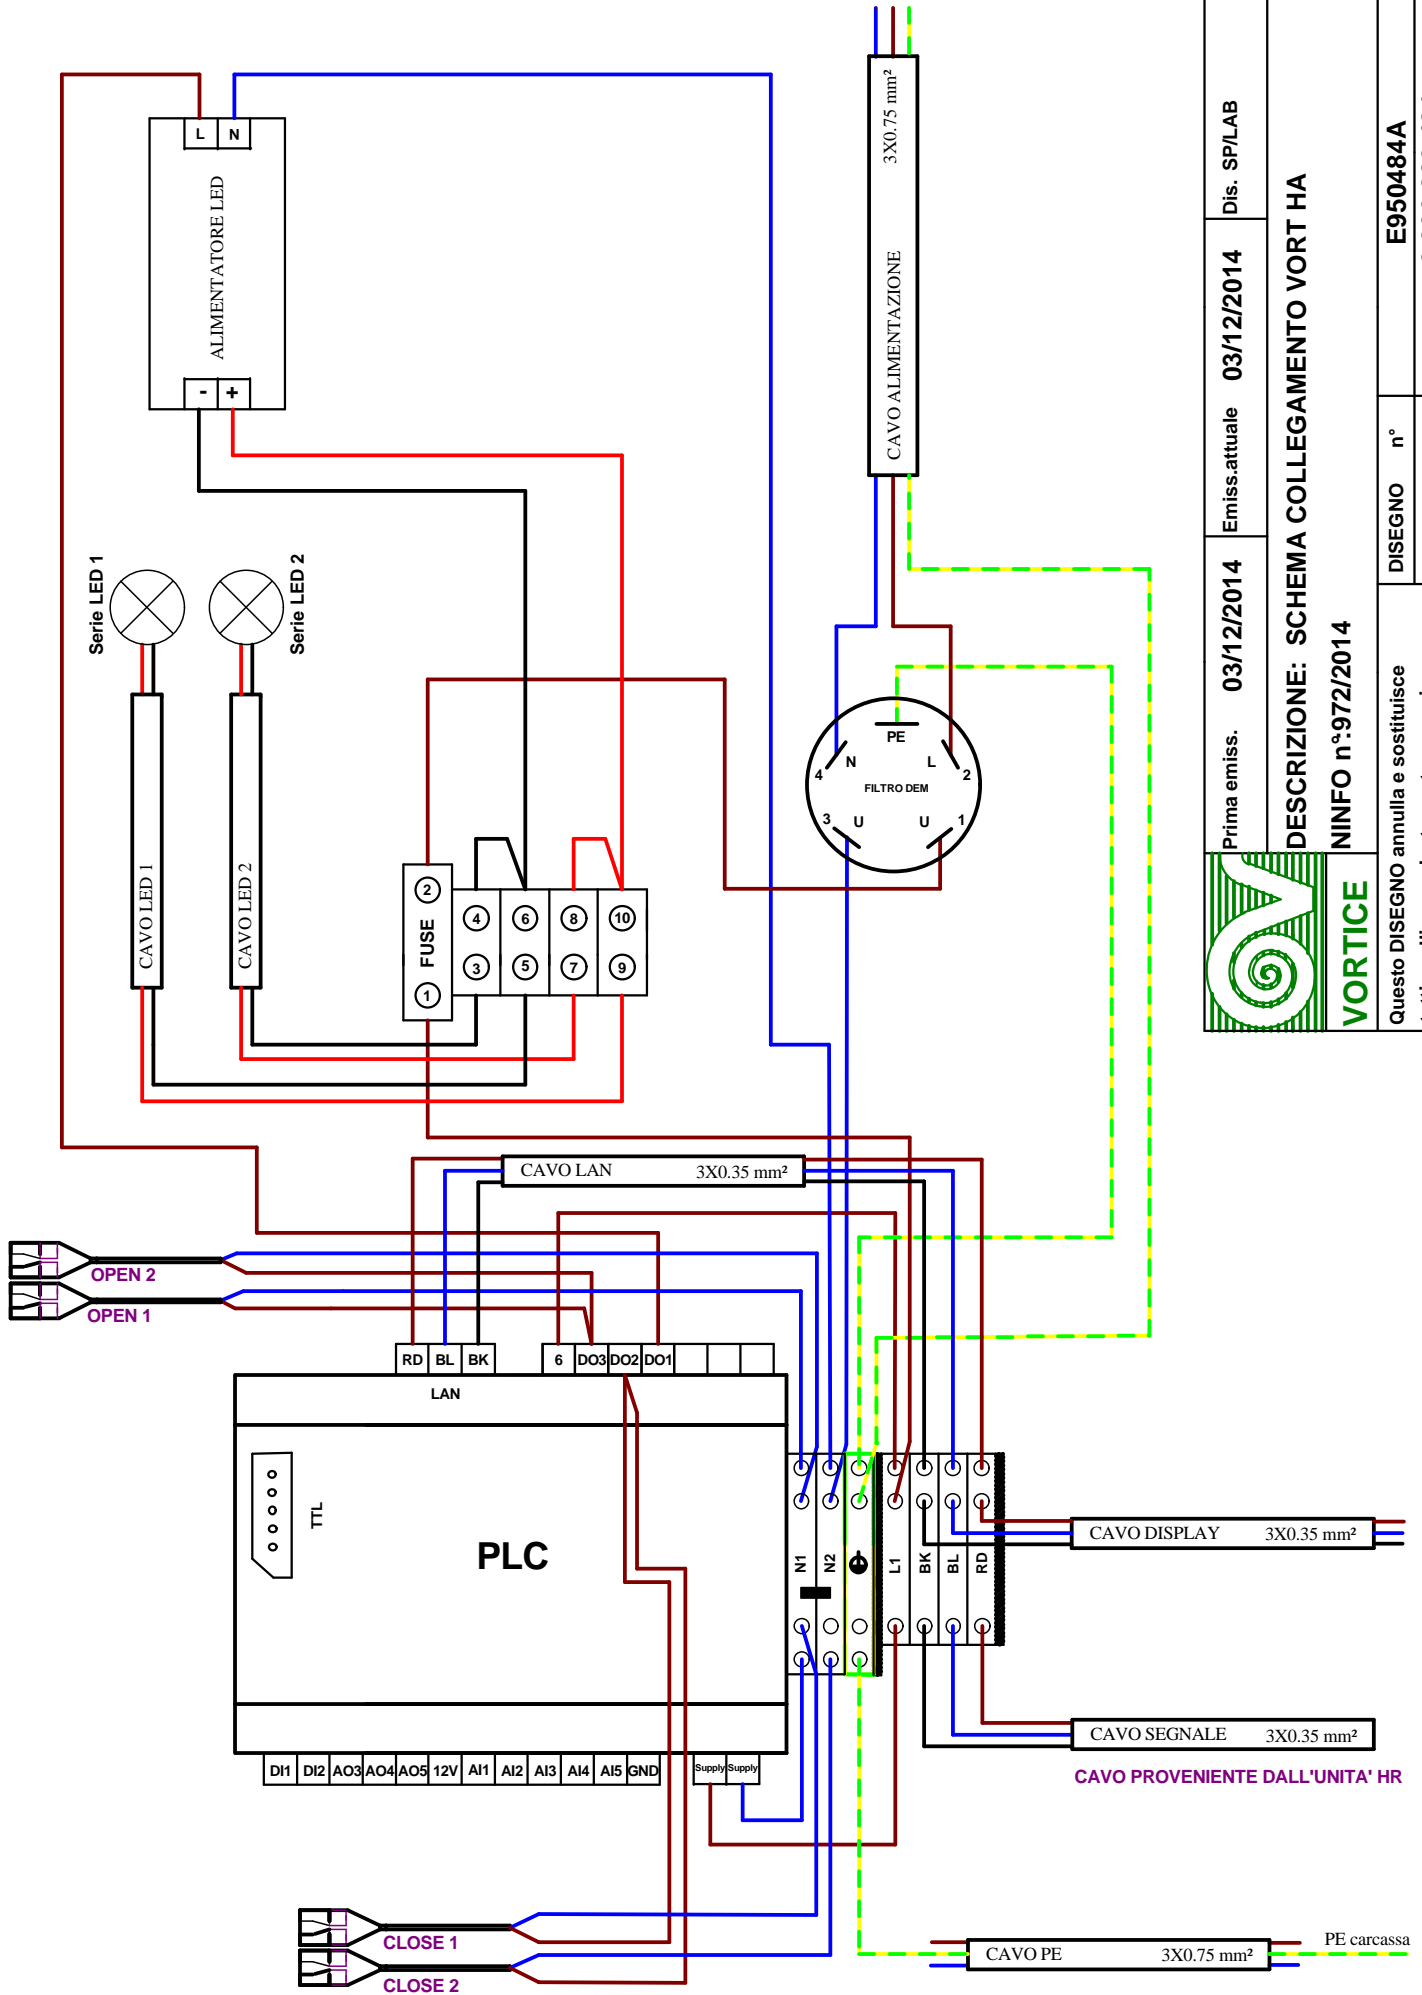 L N
ALIMENTATORE LED
- +
3X0.75 mm²
CAVO ALIMENTAZIONE
Serie LED 1
Serie LED 2
CAVO LED 1
CAVO LED 2
PE
4 N L 2
FILTRO DEM
3 U U 1
2
FUSE
1
4 6 8 10
3 5 7 9
CAVO LAN 3X0.35 mm²
OPEN 2
OPEN 1
RD BL BK 6 DO3 DO2 DO1
LAN
TTL
PLC
N1 N2 L1 BK BL RD
CAVO DISPLAY 3X0.35 mm²
CAVO SEGNALE 3X0.35 mm²
CAVO PROVENIENTE DALL'UNITA' HR
DI1 DI2 AO3 AO4 AO5 12V AI1 AI2 AI3 AI4 AI5 GND Supply Supply
CLOSE 1
CLOSE 2
CAVO PE 3X0.75 mm²
PE carcassa
VORTICE
Prima emiss. 03/12/2014 Emiss.attuale 03/12/2014 Dis. SP/LAB
DESCRIZIONE: SCHEMA COLLEGAMENTO VORT HA
NINFO n°:972/2014
Questo DISEGNO annulla e sostituisce
DISEGNO n° E950484A